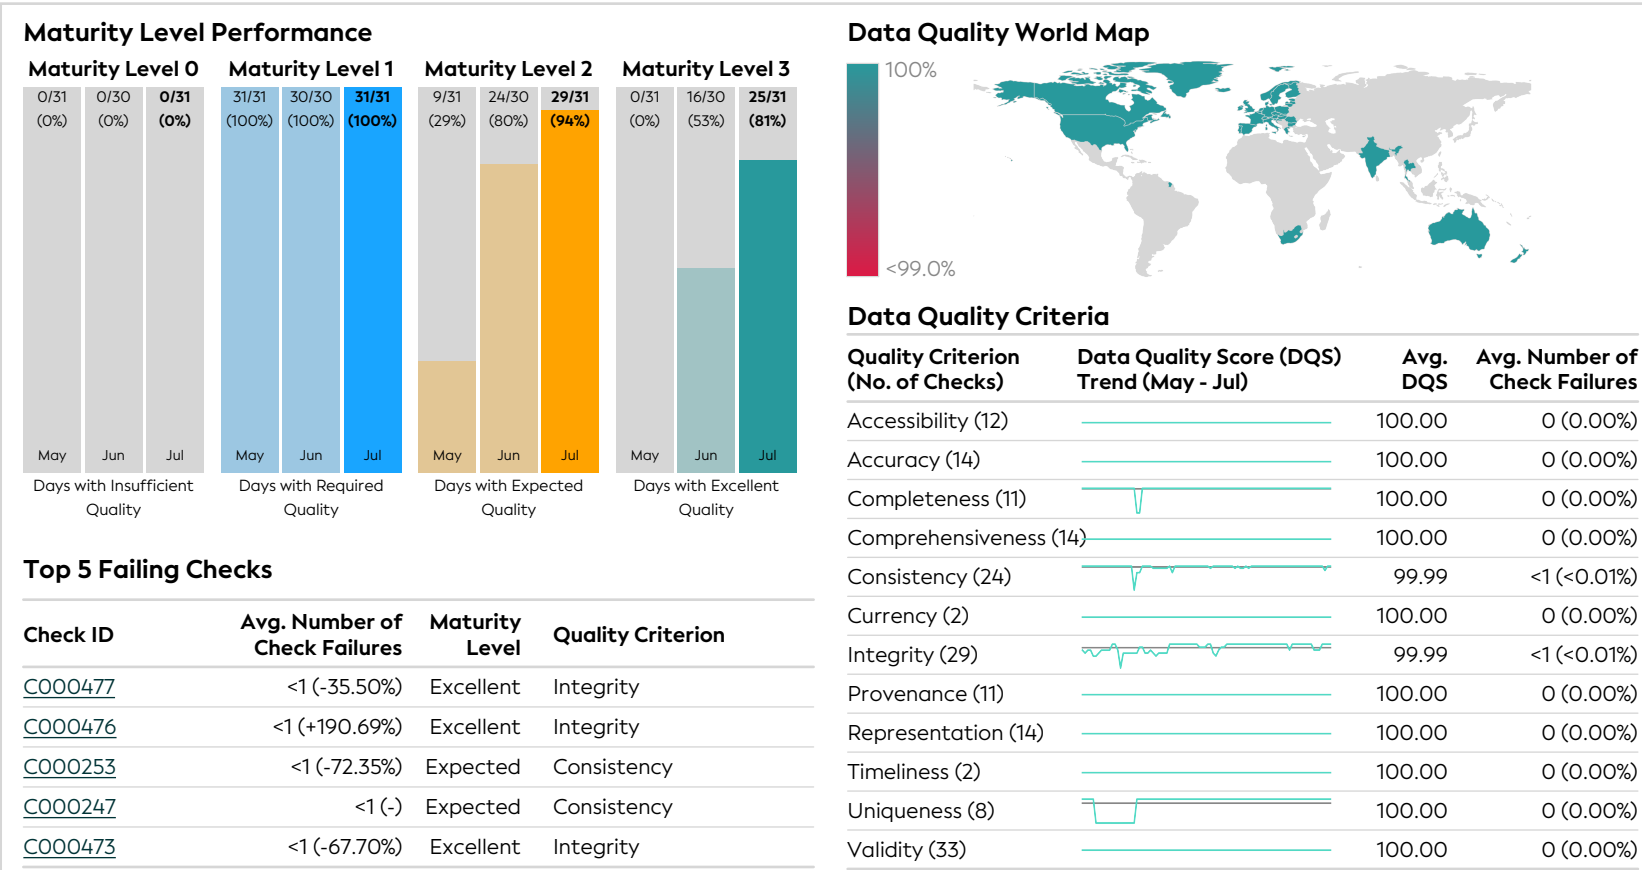 Maturity Level Performance
Maturity Level 0
Maturity Level 1
Maturity Level 2
Maturity Level 3
0/31 0/30 0/31
(0%) (0%) (0%)
31/31 30/30 31/31
(100%) (100%) (100%)
9/31 24/30 29/31
(29%) (80%) (94%)
0/31 16/30 25/31
(0%) (53%) (81%)
May Jun Jul
May Jun Jul
May Jun Jul
May Jun Jul
Days with Insufficient
Quality
Days with Required
Quality
Days with Expected
Quality
Days with Excellent
Quality
Top 5 Failing Checks
Check ID Avg. Number of Check Failures Maturity Level Quality Criterion
C000477 <1 (-35.50%) Excellent Integrity
C000476 <1 (+190.69%) Excellent Integrity
C000253 <1 (-72.35%) Expected Consistency
C000247 <1 (-) Expected Consistency
C000473 <1 (-67.70%) Excellent Integrity
Data Quality World Map
100%
<99.0%
Data Quality Criteria
Quality Criterion Data Quality Score (DQS) Avg. Avg. Number of
(No. of Checks) Trend (May - Jul) DQS Check Failures
Accessibility (12) 100.00 0 (0.00%)
Accuracy (14) 100.00 0 (0.00%)
Completeness (11) 100.00 0 (0.00%)
Comprehensiveness (14) 100.00 0 (0.00%)
Consistency (24) 99.99 <1 (<0.01%)
Currency (2) 100.00 0 (0.00%)
Integrity (29) 99.99 <1 (<0.01%)
Provenance (11) 100.00 0 (0.00%)
Representation (14) 100.00 0 (0.00%)
Timeliness (2) 100.00 0 (0.00%)
Uniqueness (8) 100.00 0 (0.00%)
Validity (33) 100.00 0 (0.00%)